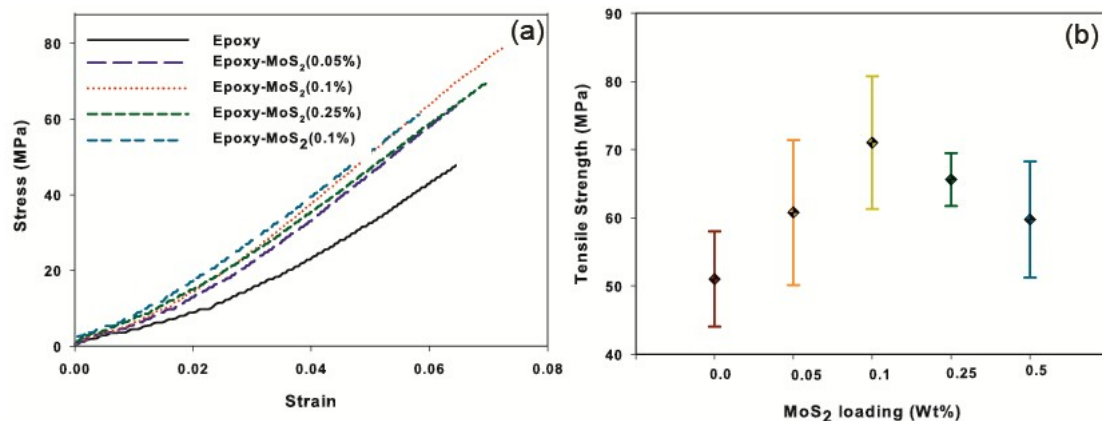 (a)
Epoxy
Epoxy-MoS₂(0.05%)
Epoxy-MoS₂(0.1%)
Epoxy-MoS₂(0.25%)
Epoxy-MoS₂(0.1%)
Stress (MPa)
80
60
40
20
0
0.00 0.02 0.04 0.06 0.08
Strain
(b)
Tensile Strength (MPa)
90
80
70
60
50
40
0.0 0.05 0.1 0.25 0.5
MoS₂ loading (Wt%)